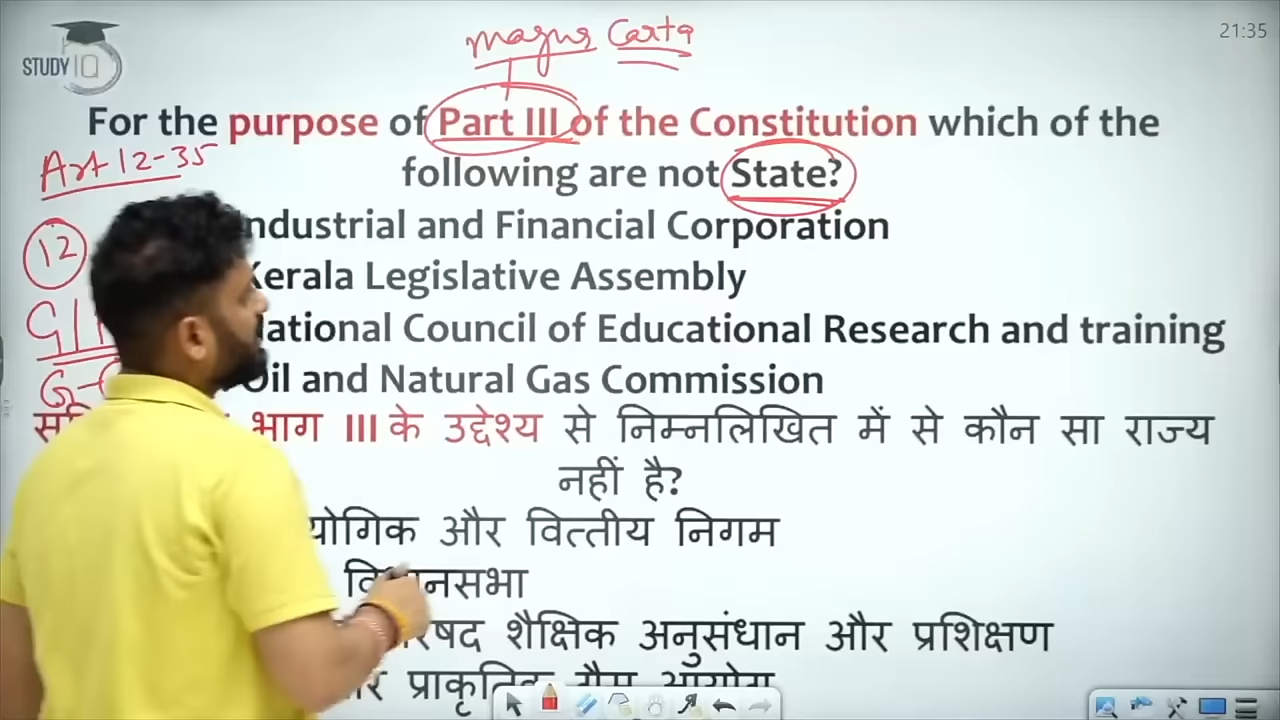 STUDY IQ
21:35
Magna Carta
For the purpose of Part III of the Constitution which of the
Art 12-35
following are not State?
ndustrial and Financial Corporation
12
Kerala Legislative Assembly
ational Council of Educational Research and training
Oil and Natural Gas Commission
भाग III के उद्देश्य से निम्नलिखित में से कौन सा राज्य
नहीं है?
योगिक और वित्तीय निगम
विधानसभा
रिषद शैक्षिक अनुसंधान और प्रशिक्षण
र प्राकृतिक गैस आयोग